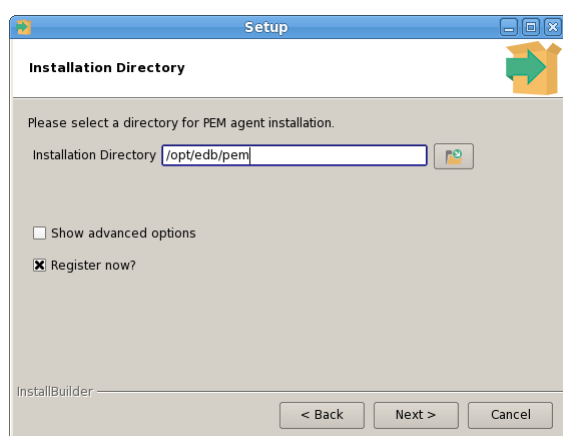 Setup
Installation Directory
Please select a directory for PEM agent installation.
Installation Directory /opt/edb/pem
Show advanced options
Register now?
InstallBuilder
< Back Next > Cancel